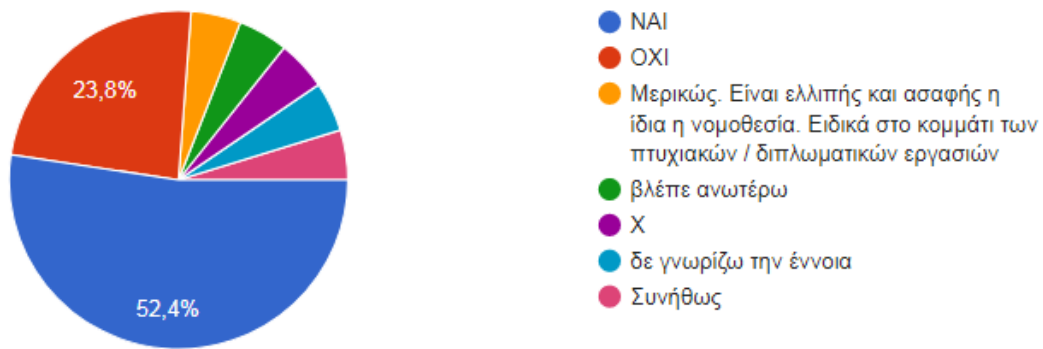 23,8%
52,4%
ΝΑΙ
ΟΧΙ
Μερικώς. Είναι ελλιπής και ασαφής η
ίδια η νομοθεσία. Ειδικά στο κομμάτι των
πτυχιακών / διπλωματικών εργασιών
βλέπε ανωτέρω
Χ
δε γνωρίζω την έννοια
Συνήθως